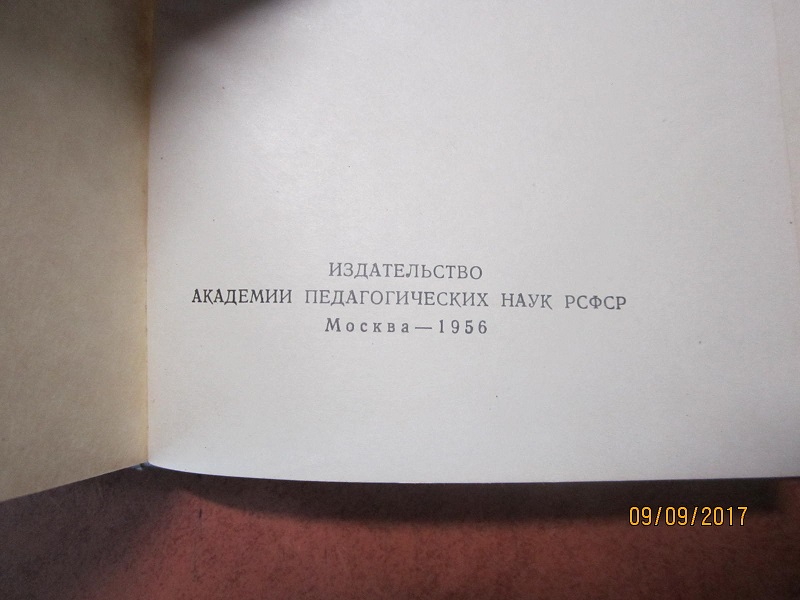 ИЗДАТЕЛЬСТВО
АКАДЕМИИ ПЕДАГОГИЧЕСКИХ НАУК РСФСР
Москва—1956
09/09/2017